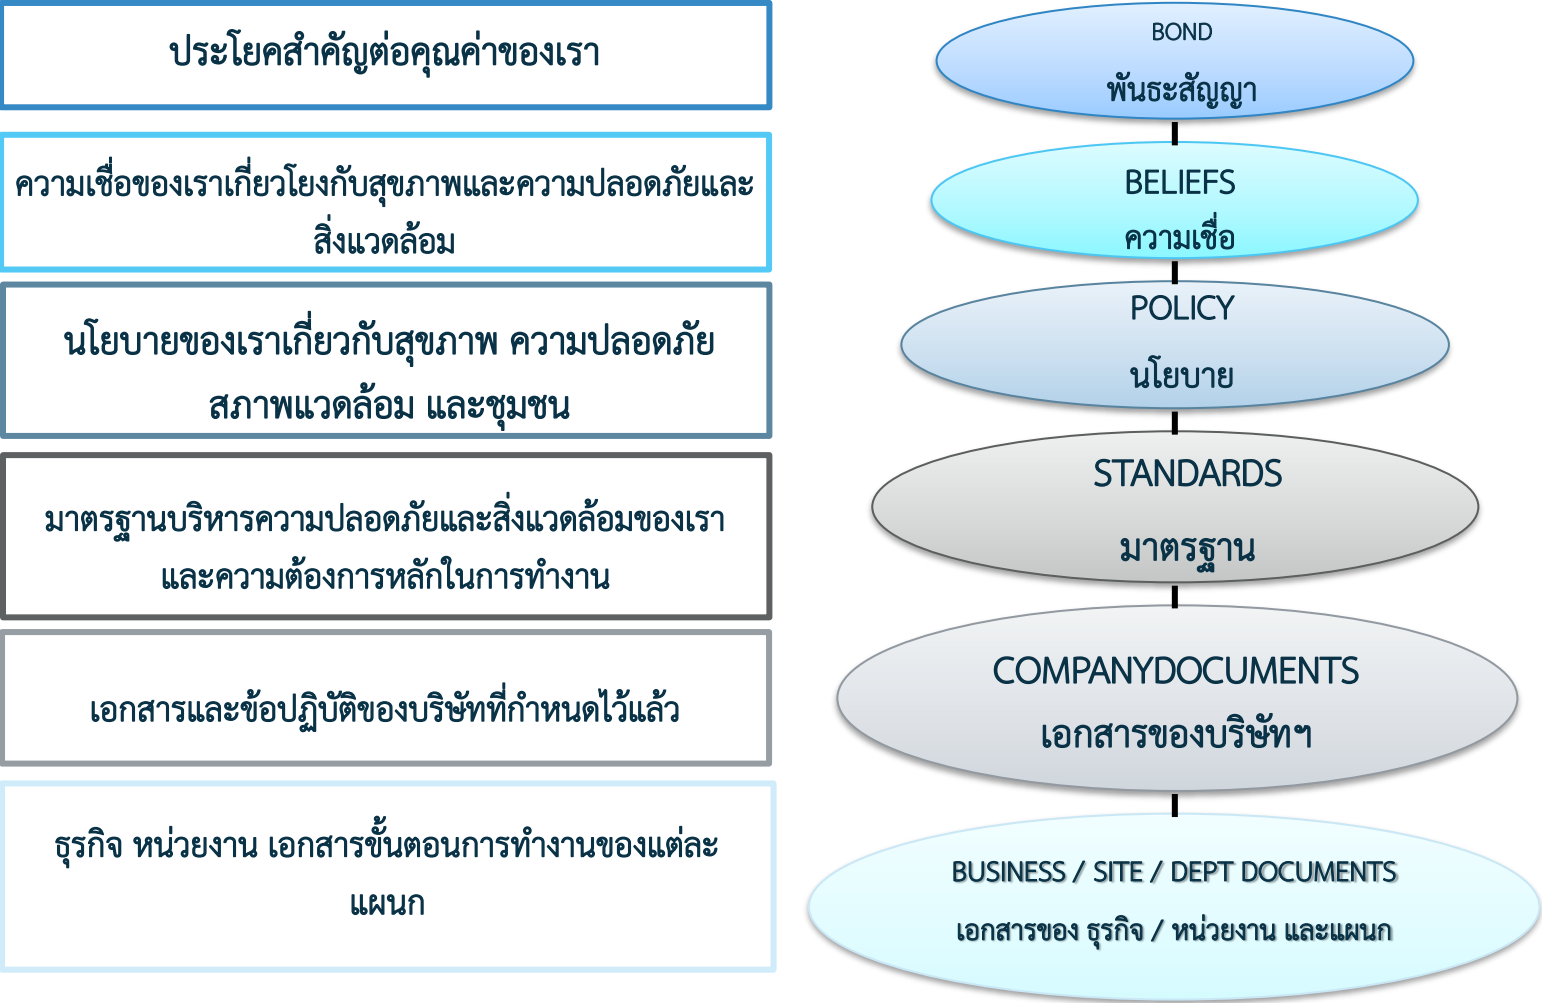 ประโยคสำคัญต่อคุณค่าของเรา
BOND
พันธะสัญญา
ความเชื่อของเราเกี่ยวโยงกับสุขภาพและความปลอดภัยและ
สิ่งแวดล้อม
BELIEFS
ความเชื่อ
นโยบายของเราเกี่ยวกับสุขภาพ ความปลอดภัย
สภาพแวดล้อม และชุมชน
POLICY
นโยบาย
มาตรฐานบริหารความปลอดภัยและสิ่งแวดล้อมของเรา
และความต้องการหลักในการทำงาน
STANDARDS
มาตรฐาน
เอกสารและข้อปฏิบัติของบริษัทที่กำหนดไว้แล้ว
COMPANYDOCUMENTS
เอกสารของบริษัทฯ
ธุรกิจ หน่วยงาน เอกสารขั้นตอนการทำงานของแต่ละ
แผนก
BUSINESS / SITE / DEPT DOCUMENTS
เอกสารของ ธุรกิจ / หน่วยงาน และแผนก